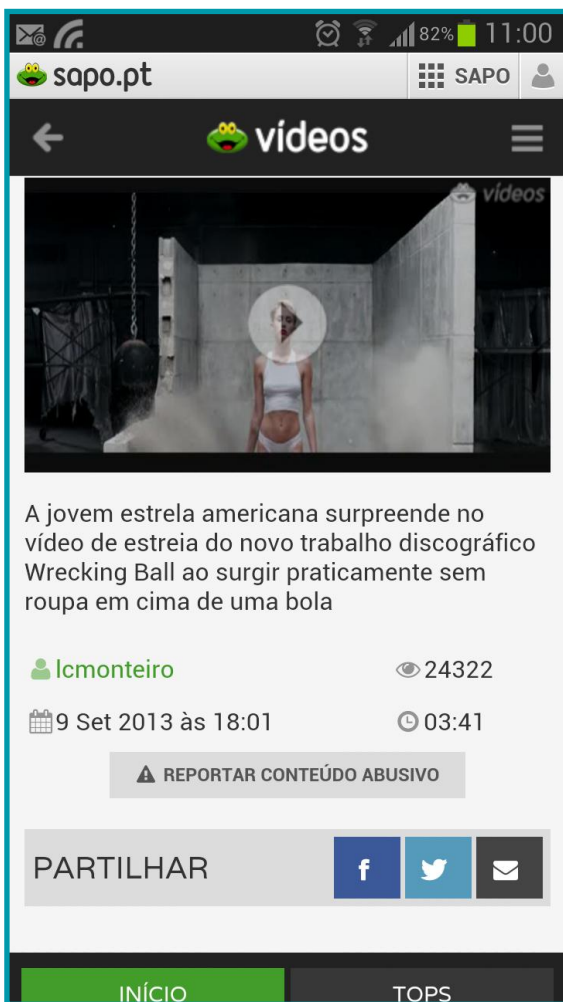 82% 11:00
sapo.pt SAPO
vídeos
vídeos
A jovem estrela americana surpreende no
vídeo de estreia do novo trabalho discográfico
Wrecking Ball ao surgir praticamente sem
roupa em cima de uma bola
lcmonteiro 24322
9 Set 2013 às 18:01 03:41
REPORTAR CONTEÚDO ABUSIVO
PARTILHAR f
INÍCIO TOPS